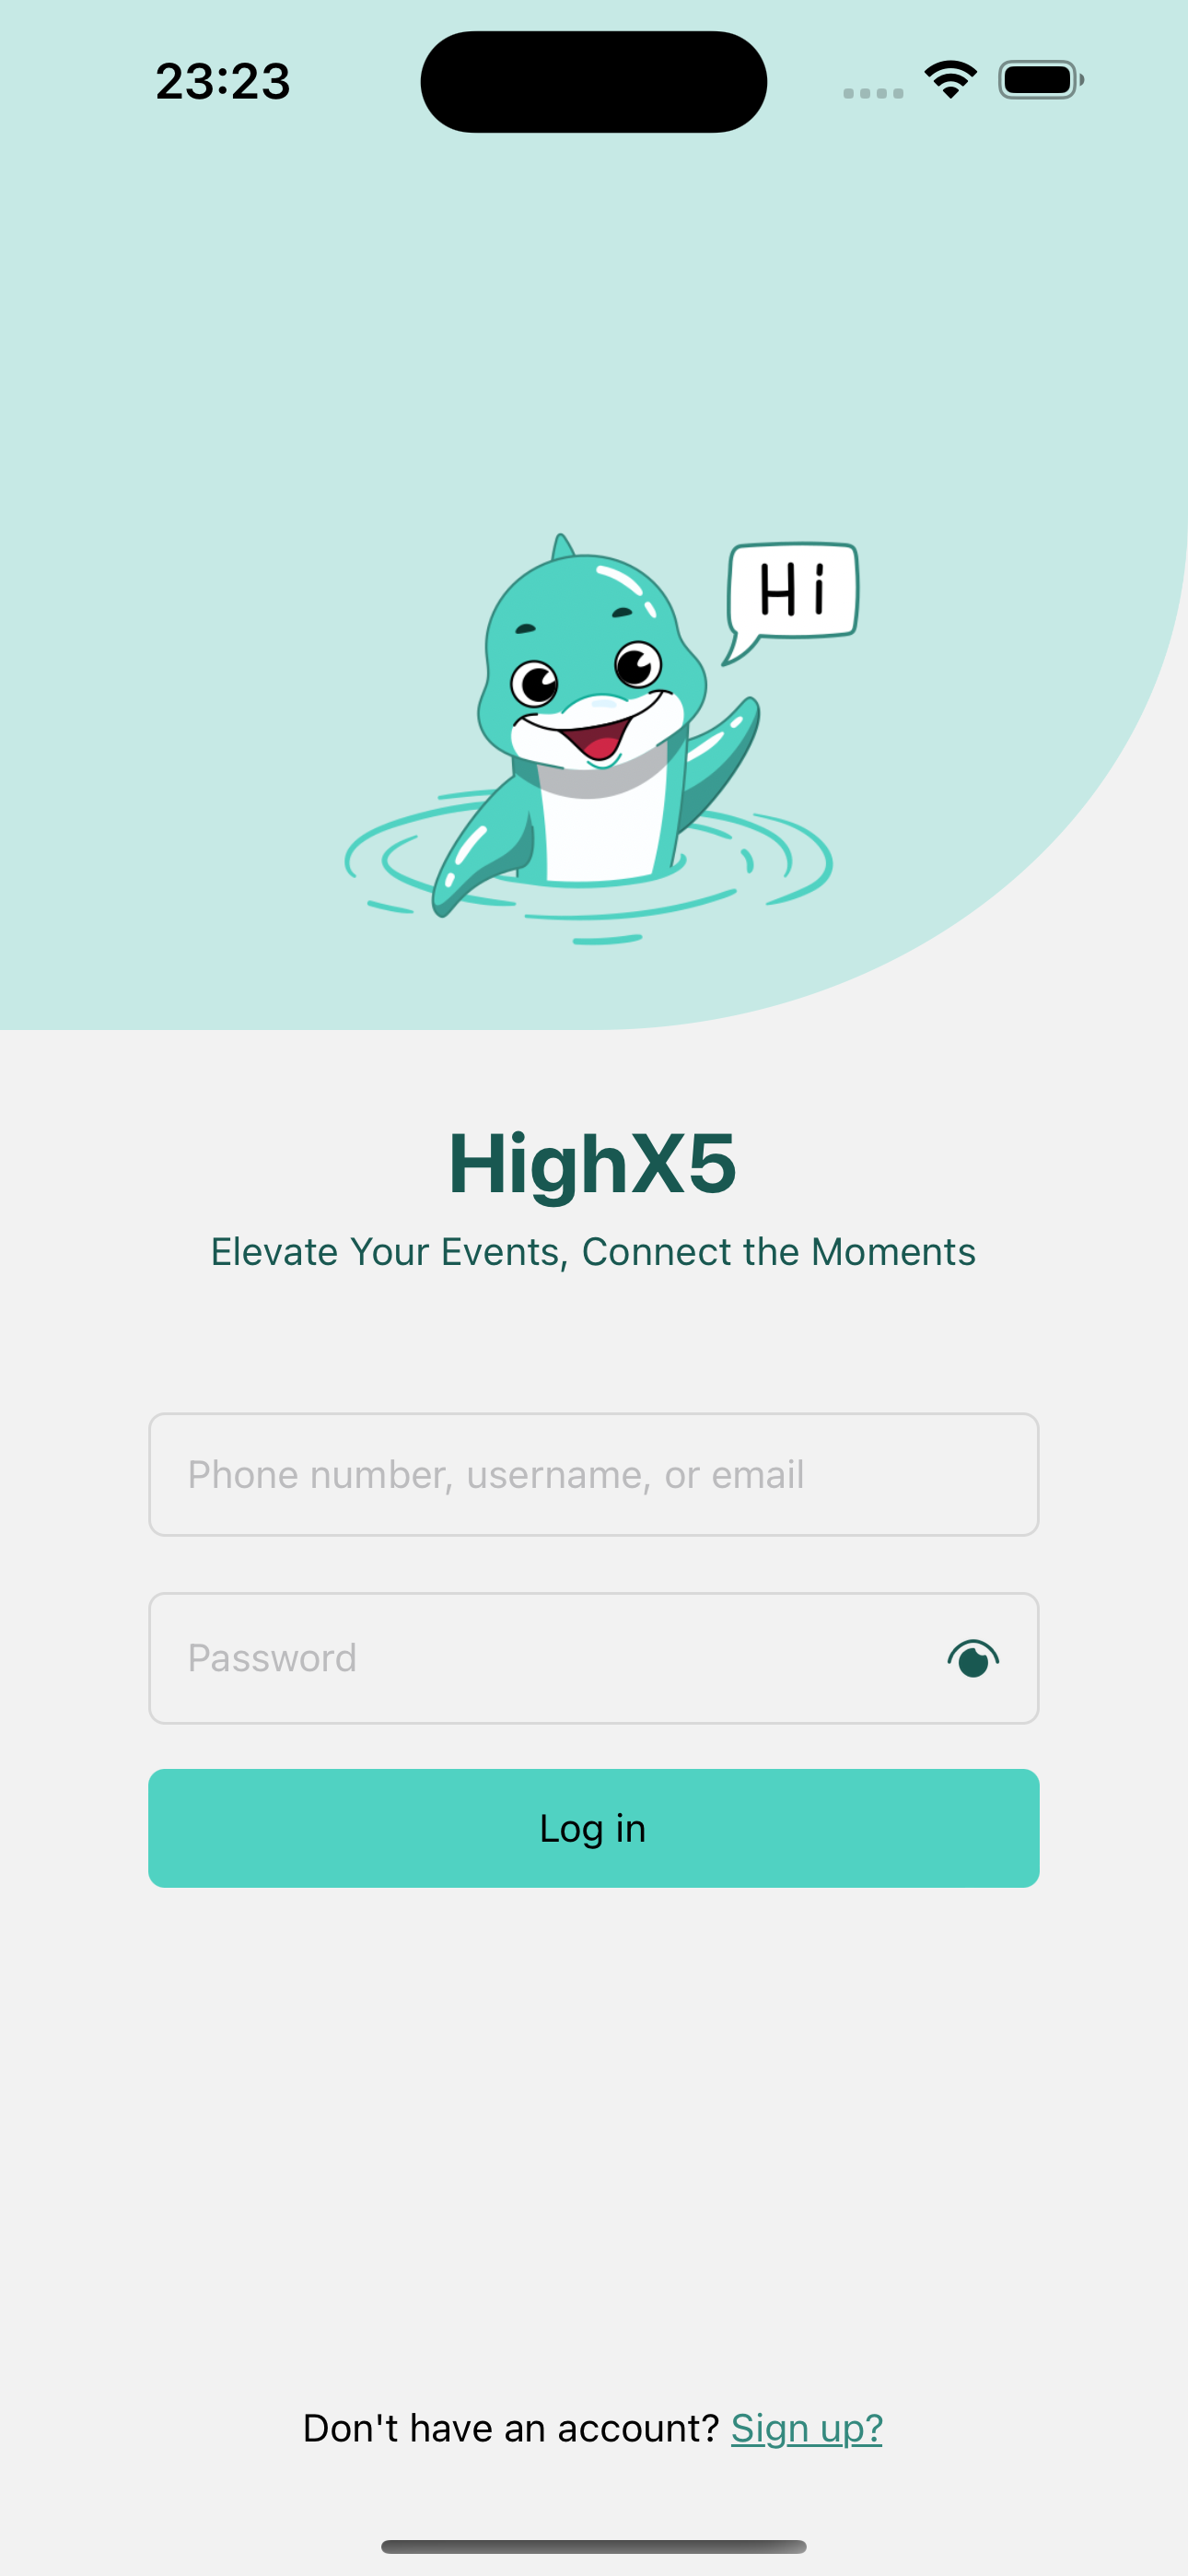 23:23
Hi
HighX5
Elevate Your Events, Connect the Moments
Phone number, username, or email
Password
Log in
Don't have an account? Sign up?